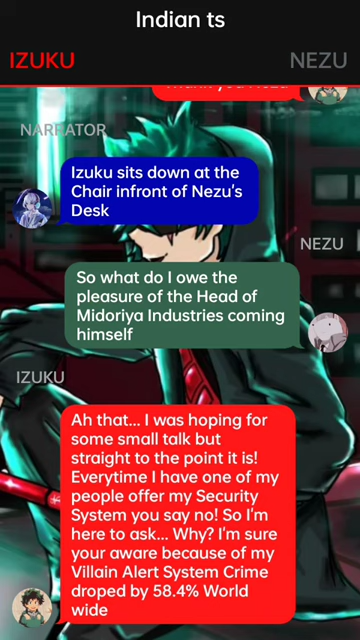 Indian ts
IZUKU
NEZU
Thank you Nezu
NARRATOR
Izuku sits down at the
Chair infront of Nezu's
Desk
NEZU
So what do I owe the
pleasure of the Head of
Midoriya Industries coming
himself
IZUKU
Ah that... I was hoping for
some small talk but
straight to the point it is!
Everytime I have one of my
people offer my Security
System you say no! So I'm
here to ask... Why? I'm sure
your aware because of my
Villain Alert System Crime
droped by 58.4% World
wide